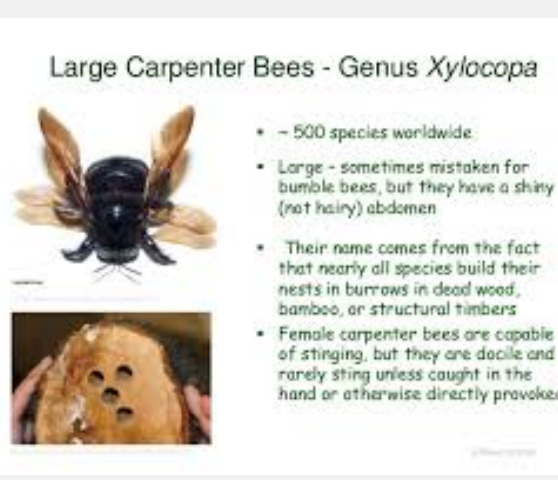 Large Carpenter Bees - Genus Xylocopa
• ~ 500 species worldwide
• Large - sometimes mistaken for
bumble bees, but they have a shiny
(not hairy) abdomen
• Their name comes from the fact
that nearly all species build their
nests in burrows in dead wood,
bamboo, or structural timbers
• Female carpenter bees are capable
of stinging, but they are docile and
rarely sting unless caught in the
hand or otherwise directly provoke